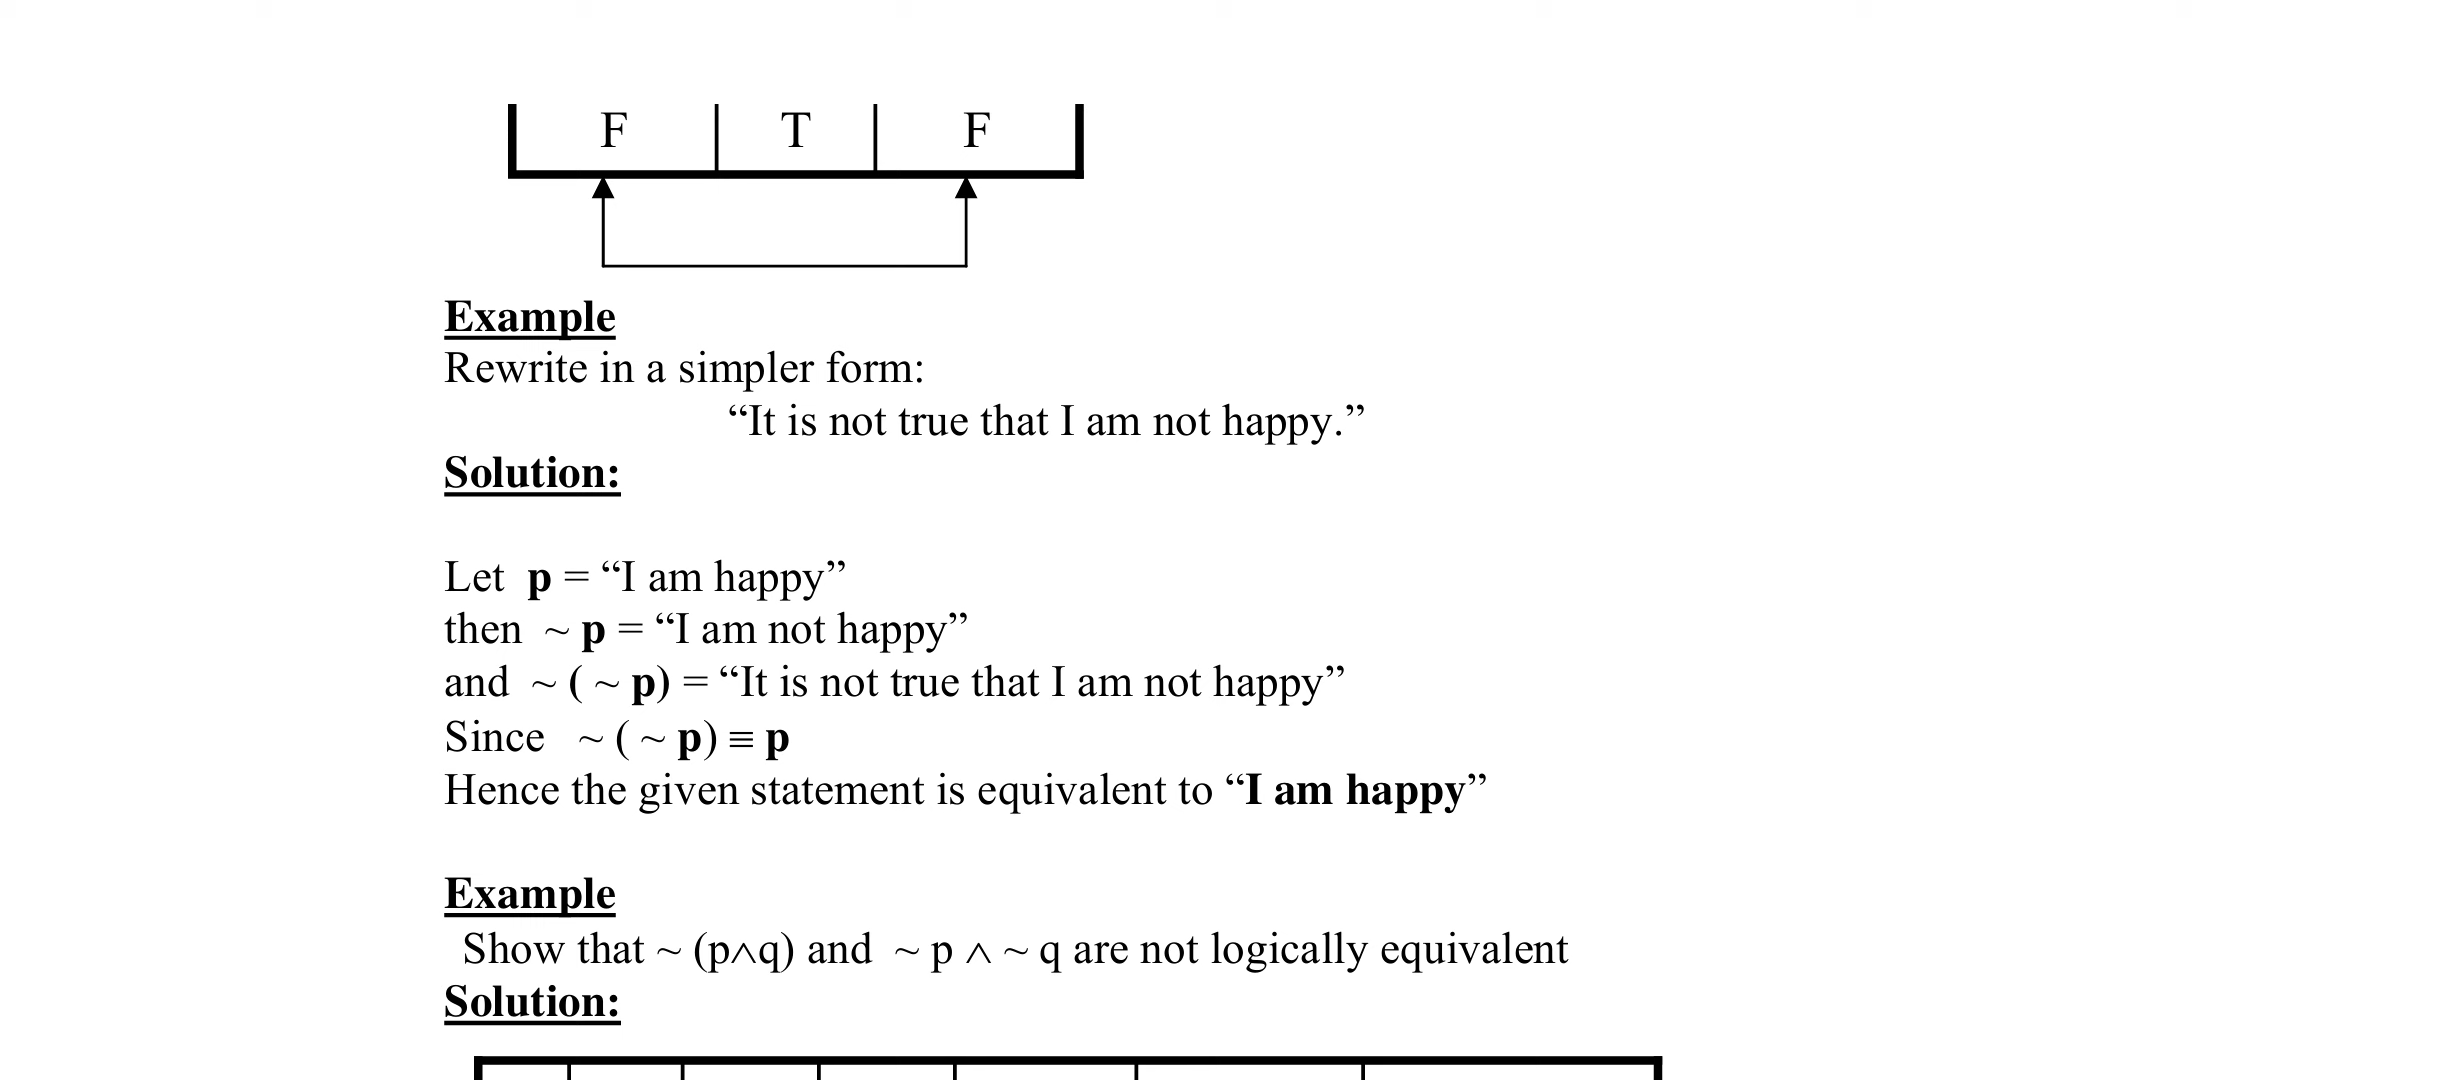 F T F
Example
Rewrite in a simpler form:
“It is not true that I am not happy.”
Solution:
Let p = “I am happy”
then ~ p = “I am not happy”
and ~ ( ~ p) = “It is not true that I am not happy”
Since ~ ( ~ p) ≡ p
Hence the given statement is equivalent to “I am happy”
Example
Show that ~ (p∧q) and ~ p ∧ ~ q are not logically equivalent
Solution: